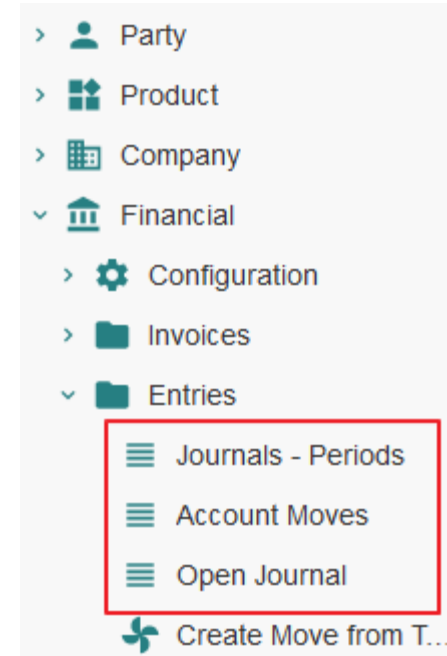 Party
Product
Company
Financial
Configuration
Invoices
Entries
Journals - Periods
Account Moves
Open Journal
Create Move from T...